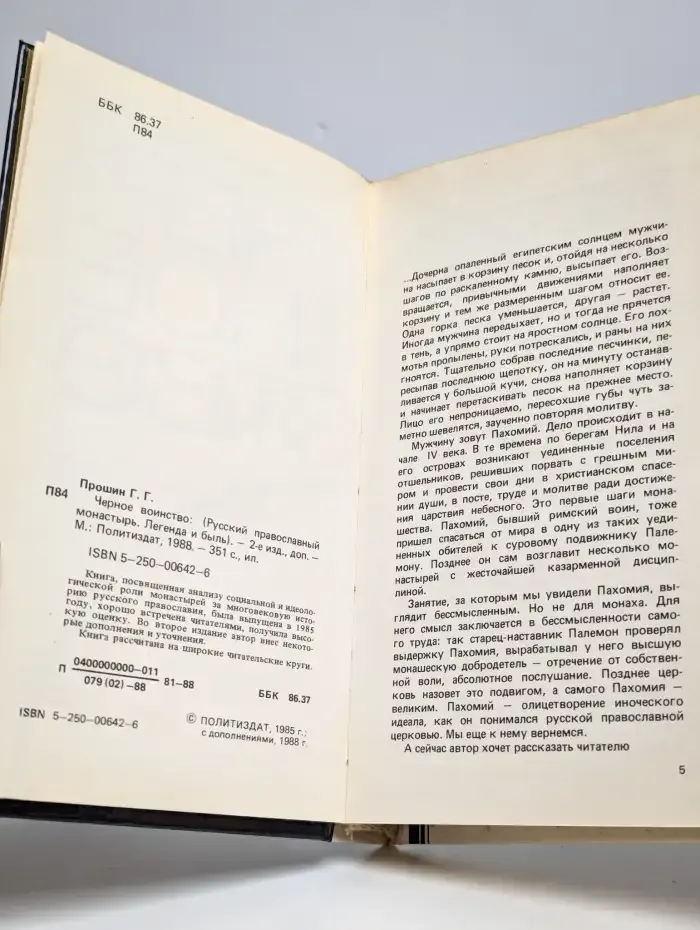 ББК 86.37
П84
Прошин Г. Г.
П84 Черное воинство: (Русский православный
монастырь. Легенда и быль). — 2-е изд., доп. —
М.: Политиздат, 1988. — 351 с., ил.
ISBN 5-250-00642-6
Книга, посвященная анализу социальной и идеоло-
гической роли монастырей за многовековую исто-
рию русского православия, была выпущена в 1985
году, хорошо встречена читателями, получила высо-
кую оценку. Во второе издание автор внес некото-
рые дополнения и уточнения.
Книга рассчитана на широкие читательские круги.
П 0400000000-011
079 (02)-88 81-88
ББК 86.37
ISBN 5-250-00642-6
© ПОЛИТИЗДАТ, 1985 г.;
с дополнениями, 1988 г.
...Дочерна опаленный египетским солнцем мужчи-
на насыпает в корзину песок и, отойдя на несколько
шагов по раскаленному камню, высыпает его. Воз-
вращается, привычными движениями наполняет
корзину и тем же размеренным шагом относит ее.
Одна горка песка уменьшается, другая — растет.
Иногда мужчина передыхает, но и тогда не прячется
в тень, а упрямо стоит на яростном солнце. Его лох-
мотья пропылены, руки потрескались, и раны на них
гноятся. Тщательно собрав последние песчинки, пе-
ресыпав последнюю щепотку, он на минуту останав-
ливается у большой кучи, снова наполняет корзину
и начинает перетаскивать песок на прежнее место.
Лицо его непроницаемо, пересохшие губы чуть за-
метно шевелятся, заученно повторяя молитву.
Мужчину зовут Пахомий. Дело происходит в на-
чале IV века. В те времена по берегам Нила и на
его островах возникают уединенные поселения
отшельников, решивших порвать с грешным ми-
ром и провести свои дни в христианском спасе-
нии души, в посте, труде и молитве ради достиже-
ния царствия небесного. Это первые шаги мона-
шества. Пахомий, бывший римский воин, тоже
пришел спасаться от мира в одну из таких уеди-
ненных обителей к суровому подвижнику Пале-
мону. Позднее он сам возглавит несколько мо-
настырей с жесточайшей казарменной дисцип-
линой.
Занятие, за которым мы увидели Пахомия, вы-
глядит бессмысленным. Но не для монаха. Для
него смысл заключается в бессмысленности само-
го труда: так старец-наставник Палемон проверял
выдержку Пахомия, вырабатывал у него высшую
монашескую добродетель — отречение от собствен-
ной воли, абсолютное послушание. Позднее цер-
ковь назовет это подвигом, а самого Пахомия —
великим. Пахомий — олицетворение иноческого
идеала, как он понимался русской православной
церковью. Мы еще к нему вернемся.
А сейчас автор хочет рассказать читателю
5